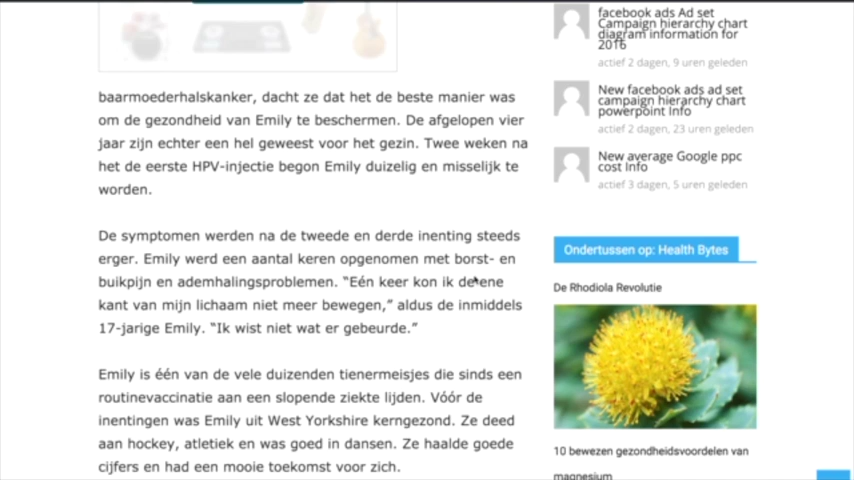 baarmoederhalskanker, dacht ze dat het de beste manier was
om de gezondheid van Emily te beschermen. De afgelopen vier
jaar zijn echter een hel geweest voor het gezin. Twee weken na
het de eerste HPV-injectie begon Emily duizelig en misselijk te
worden.
De symptomen werden na de tweede en derde inenting steeds
erger. Emily werd een aantal keren opgenomen met borst- en
buikpijn en ademhalingsproblemen. “Eén keer kon ik de ene
kant van mijn lichaam niet meer bewegen,” aldus de inmiddels
17-jarige Emily. “Ik wist niet wat er gebeurde.”
Emily is één van de vele duizenden tienermeisjes die sinds een
routinevaccinatie aan een slopende ziekte lijden. Vóór de
inentingen was Emily uit West Yorkshire kerngezond. Ze deed
aan hockey, atletiek en was goed in dansen. Ze haalde goede
cijfers en had een mooie toekomst voor zich.
facebook ads Ad set
Campaign hierarchy chart
diagram information for
2016
actief 2 dagen, 9 uren geleden
New facebook ads ad set
campaign hierarchy chart
powerpoint Info
actief 2 dagen, 23 uren geleden
New average Google ppc
cost Info
actief 3 dagen, 5 uren geleden
Ondertussen op: Health Bytes
De Rhodiola Revolutie
10 bewezen gezondheidsvoordelen van
magnesium